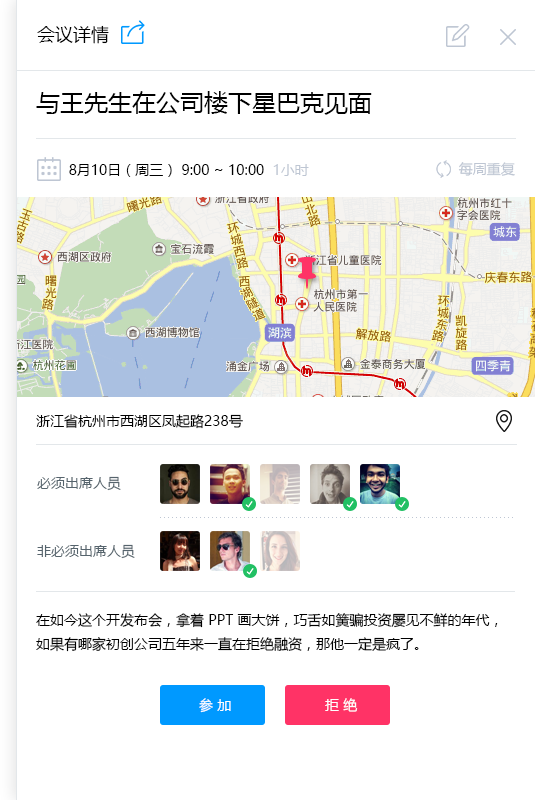 会议详情
与王先生在公司楼下星巴克见面
8月10日（周三） 9:00 ~ 10:00 1小时
每周重复
曙光路
浙江省政府
山北路
杭州市红十
字会医院
玉古路
城东
环城西路
宝石流霞
西湖区政府
浙江省儿童医院
庆春东路
曙光路
西湖隧道
杭州市第一
人民医院
环城东路
凯旋路
西湖博物馆
湖滨
解放路
江医院
杭州花圃
涌金广场
金泰商务大厦
四季青
浙江省杭州市西湖区凤起路238号
必须出席人员
非必须出席人员
在如今这个开发布会，拿着 PPT 画大饼，巧舌如簧骗投资屡见不鲜的年代，
如果有哪家初创公司五年来一直在拒绝融资，那他一定是疯了。
参 加
拒 绝